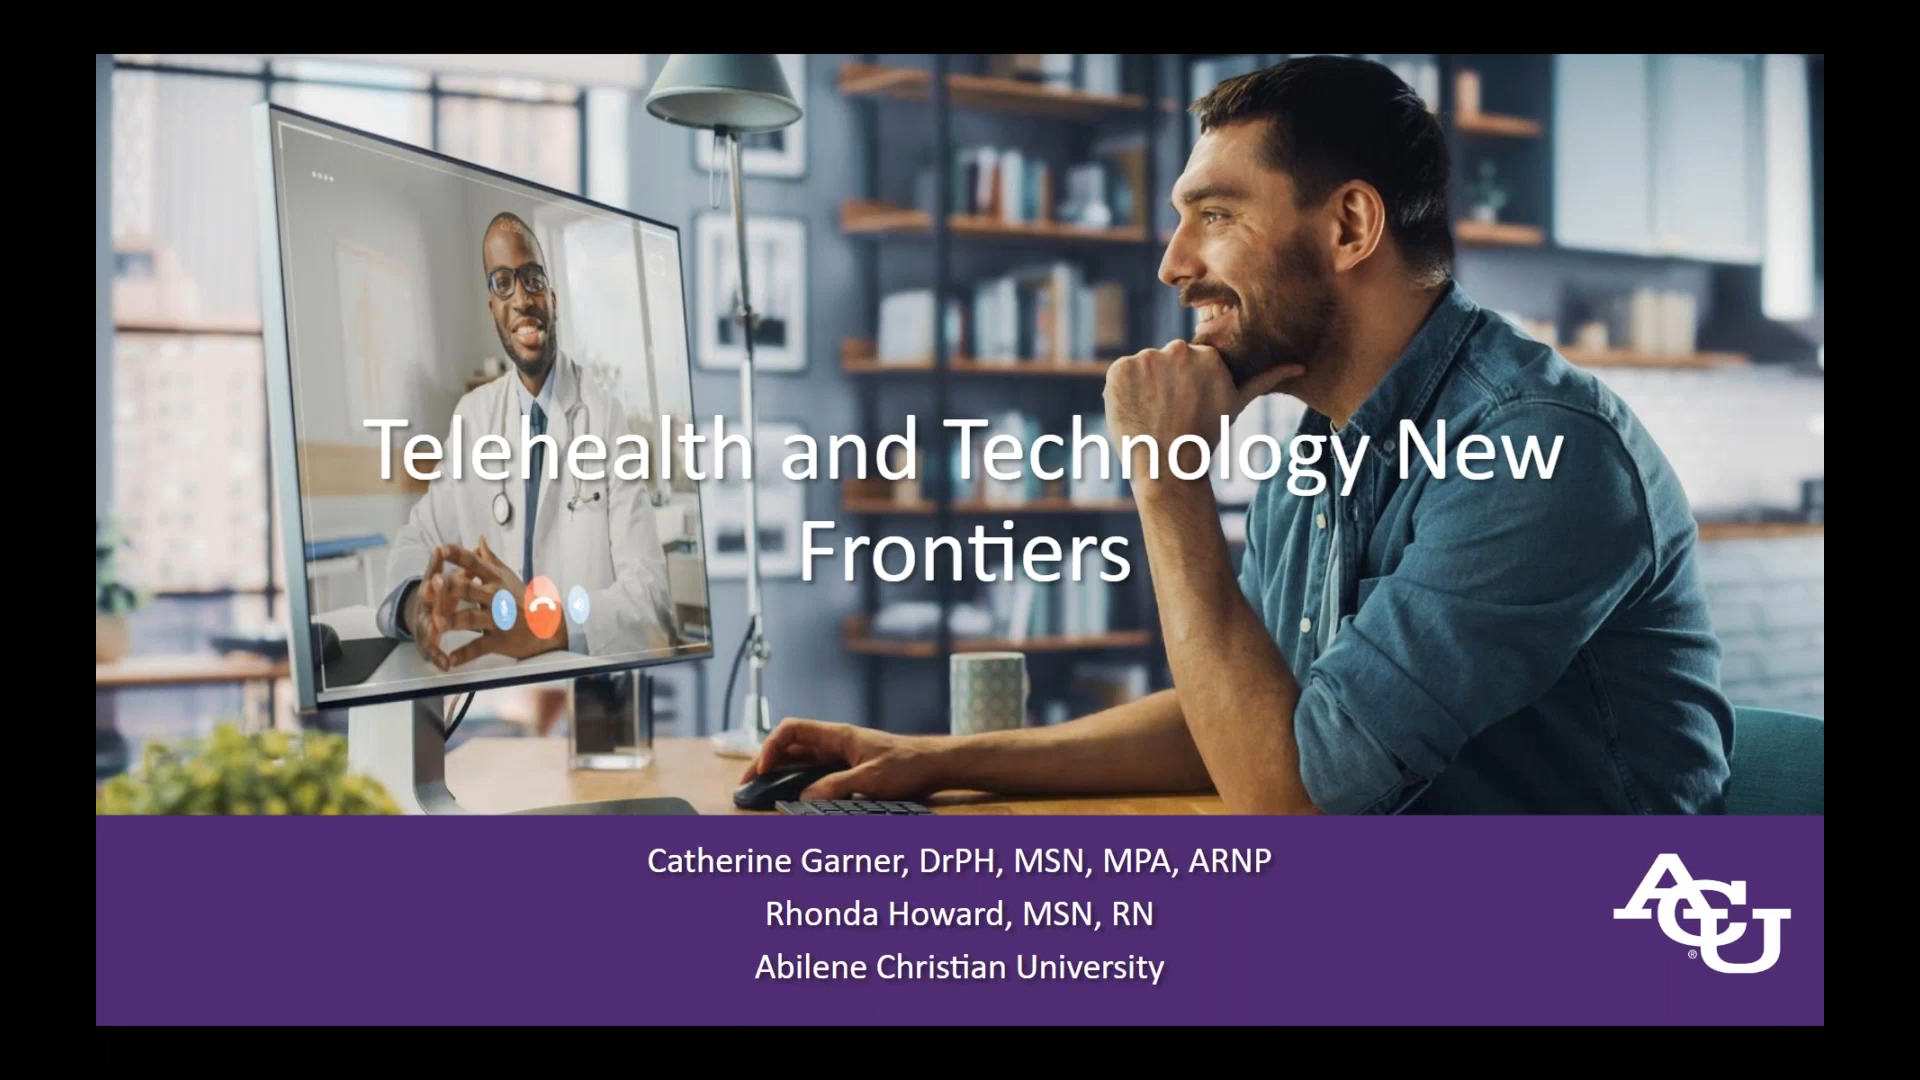 Telehealth and Technology New
Frontiers
Catherine Garner, DrPH, MSN, MPA, ARNP
Rhonda Howard, MSN, RN
Abilene Christian University
ACU
®